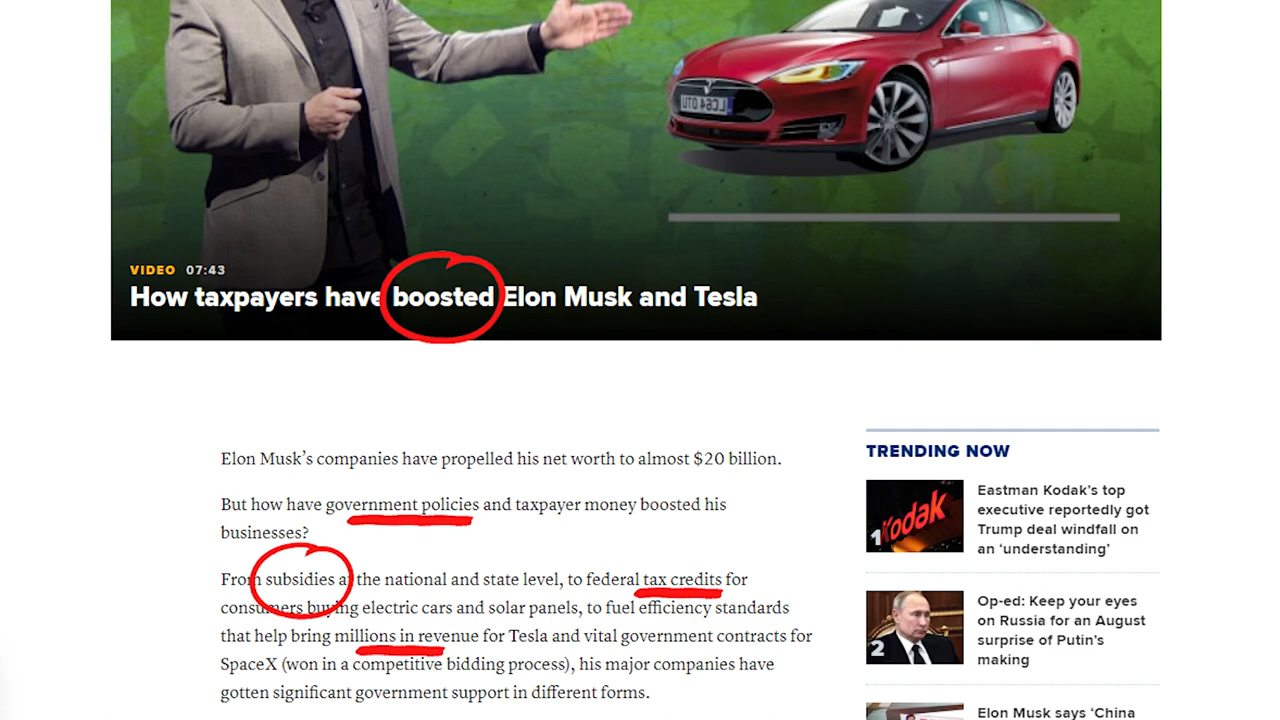 VIDEO 07:43
How taxpayers have boosted Elon Musk and Tesla
Elon Musk’s companies have propelled his net worth to almost $20 billion.
But how have government policies and taxpayer money boosted his
businesses?
From subsidies at the national and state level, to federal tax credits for
consumers buying electric cars and solar panels, to fuel efficiency standards
that help bring millions in revenue for Tesla and vital government contracts for
SpaceX (won in a competitive bidding process), his major companies have
gotten significant government support in different forms.
TRENDING NOW
Kodak
1
Eastman Kodak’s top
executive reportedly got
Trump deal windfall on
an ‘understanding’
2
Op-ed: Keep your eyes
on Russia for an August
surprise of Putin’s
making
Elon Musk says ‘China